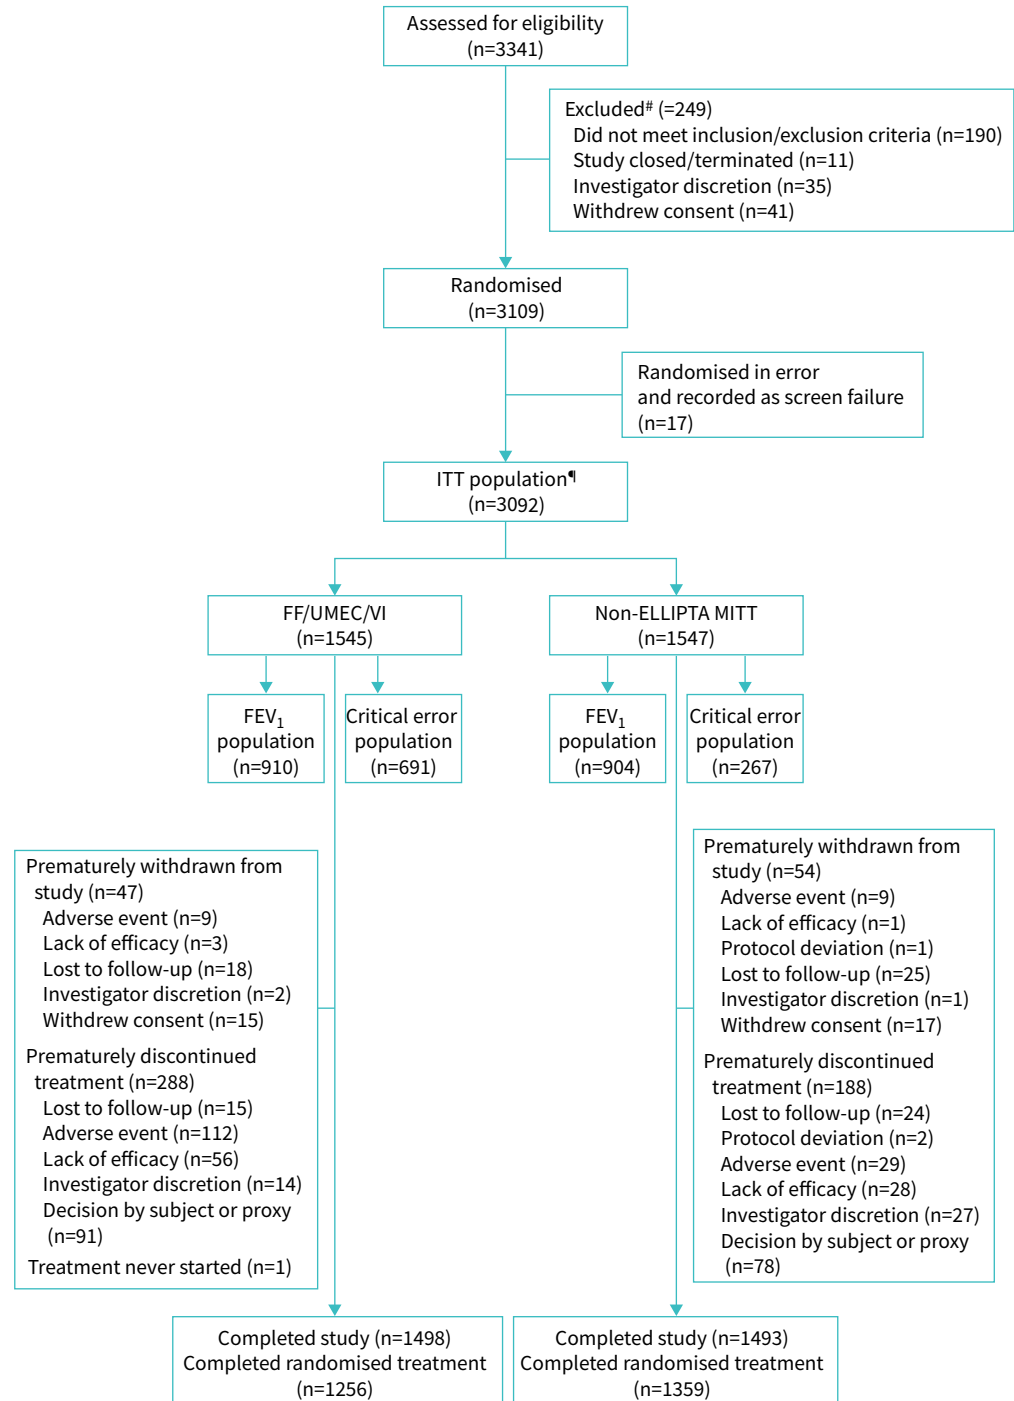 Assessed for eligibility
(n=3341)
Excluded# (=249)
Did not meet inclusion/exclusion criteria (n=190)
Study closed/terminated (n=11)
Investigator discretion (n=35)
Withdrew consent (n=41)
Randomised
(n=3109)
Randomised in error
and recorded as screen failure
(n=17)
ITT population¶
(n=3092)
FF/UMEC/VI
(n=1545)
Non-ELLIPTA MITT
(n=1547)
FEV1
population
(n=910)
Critical error
population
(n=691)
FEV1
population
(n=904)
Critical error
population
(n=267)
Prematurely withdrawn from
study (n=47)
Adverse event (n=9)
Lack of efficacy (n=3)
Lost to follow-up (n=18)
Investigator discretion (n=2)
Withdrew consent (n=15)
Prematurely discontinued
treatment (n=288)
Lost to follow-up (n=15)
Adverse event (n=112)
Lack of efficacy (n=56)
Investigator discretion (n=14)
Decision by subject or proxy
(n=91)
Treatment never started (n=1)
Prematurely withdrawn from
study (n=54)
Adverse event (n=9)
Lack of efficacy (n=1)
Protocol deviation (n=1)
Lost to follow-up (n=25)
Investigator discretion (n=1)
Withdrew consent (n=17)
Prematurely discontinued
treatment (n=188)
Lost to follow-up (n=24)
Protocol deviation (n=2)
Adverse event (n=29)
Lack of efficacy (n=28)
Investigator discretion (n=27)
Decision by subject or proxy
(n=78)
Completed study (n=1498)
Completed randomised treatment
(n=1256)
Completed study (n=1493)
Completed randomised treatment
(n=1359)